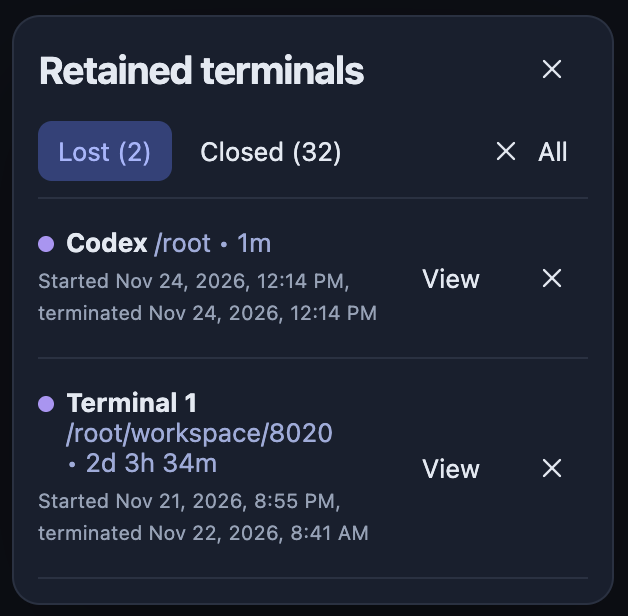 Retained terminals
Lost (2) Closed (32) × All
Codex /root • 1m
Started Nov 24, 2026, 12:14 PM,
terminated Nov 24, 2026, 12:14 PM
View
Terminal 1
/root/workspace/8020
• 2d 3h 34m
Started Nov 21, 2026, 8:55 PM,
terminated Nov 22, 2026, 8:41 AM
View